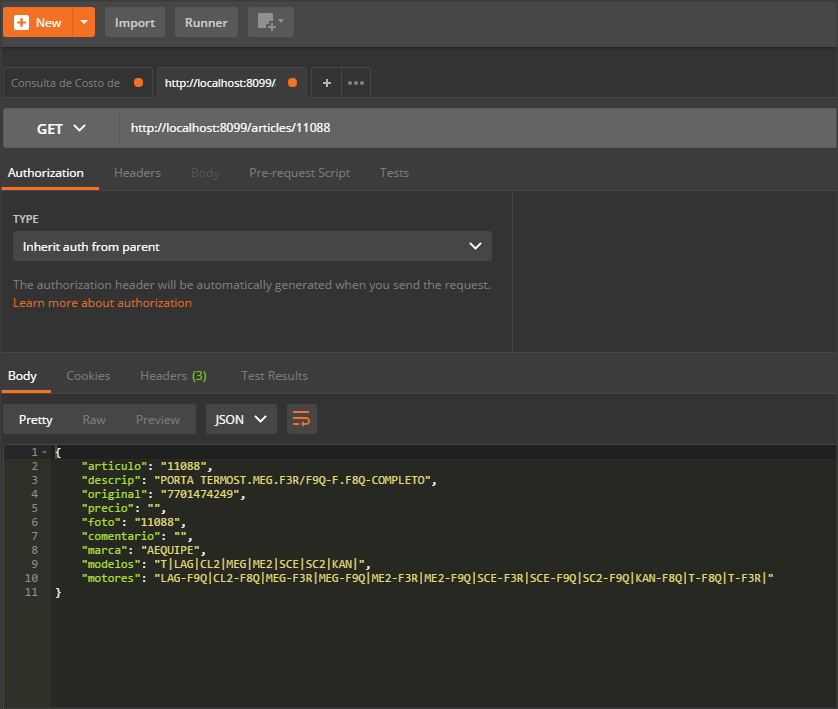 New Import Runner
Consulta de Costo de http://localhost:8099/ + •••
GET http://localhost:8099/articles/11088
Authorization Headers Body Pre-request Script Tests
TYPE
Inherit auth from parent
The authorization header will be automatically generated when you send the request.
Learn more about authorization
Body Cookies Headers (3) Test Results
Pretty Raw Preview JSON
1 {
2 "articulo": "11088",
3 "descrip": "PORTA TERMOST.MEG.F3R/F9Q-F.F8Q-COMPLETO",
4 "original": "7701474249",
5 "precio": "",
6 "foto": "11088",
7 "comentario": "",
8 "marca": "AEQUIPE",
9 "modelos": "T|LAG|CL2|MEG|ME2|SCE|SC2|KAN|",
10 "motores": "LAG-F9Q|CL2-F8Q|MEG-F3R|MEG-F9Q|ME2-F3R|ME2-F9Q|SCE-F3R|SCE-F9Q|SC2-F9Q|KAN-F8Q|T-F8Q|T-F3R|"
11 }